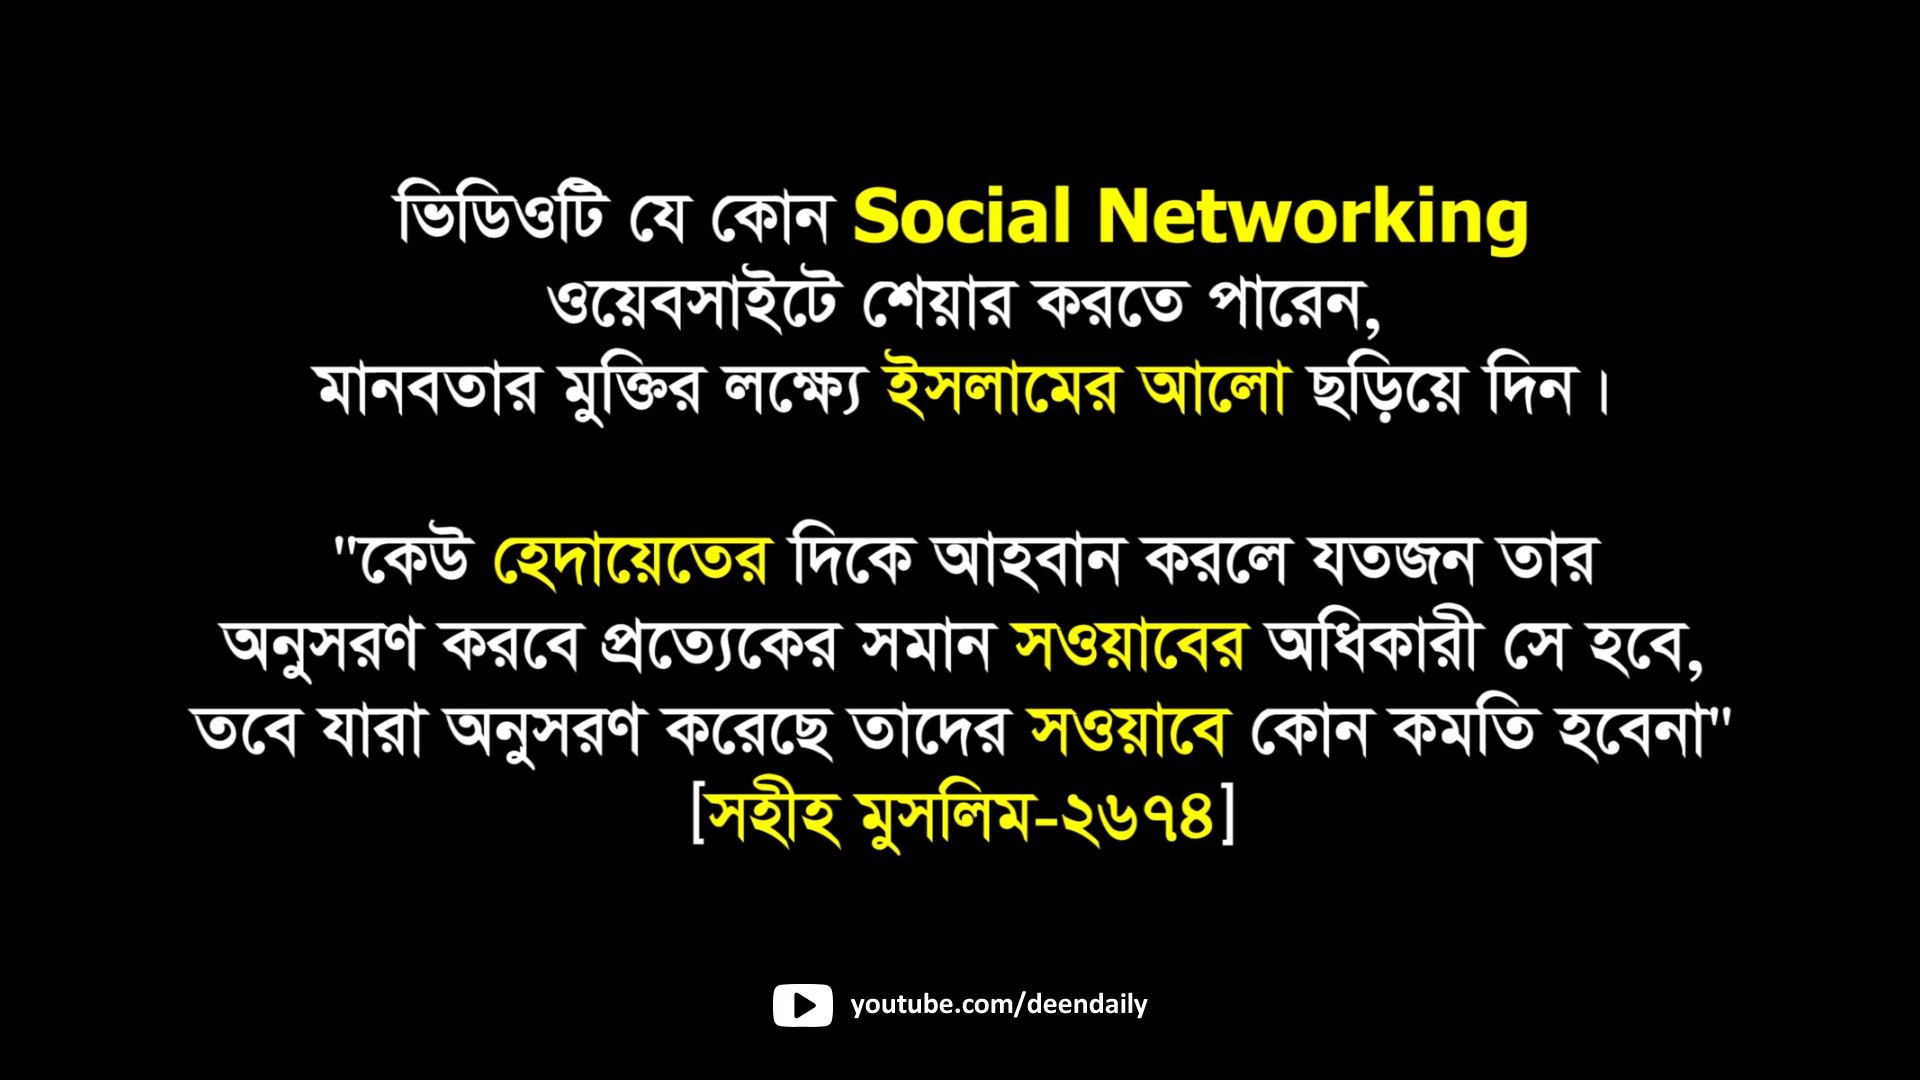 ভিডিওটি যে কোন Social Networking
ওয়েবসাইটে শেয়ার করতে পারেন,
মানবতার মুক্তির লক্ষ্যে ইসলামের আলো ছড়িয়ে দিন।
"কেউ হেদায়েতের দিকে আহবান করলে যতজন তার
অনুসরণ করবে প্রত্যেকের সমান সওয়াবের অধিকারী সে হবে,
তবে যারা অনুসরণ করেছে তাদের সওয়াবে কোন কমতি হবেনা"
[সহীহ মুসলিম-২৬৭৪]
youtube.com/deendaily